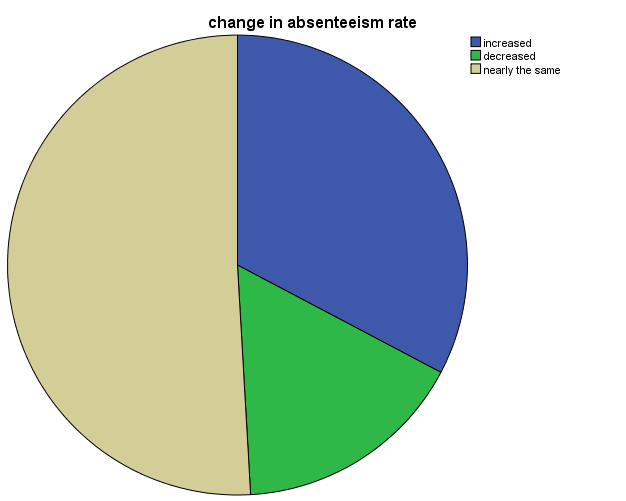 change in absenteeism rate
increased
decreased
nearly the same